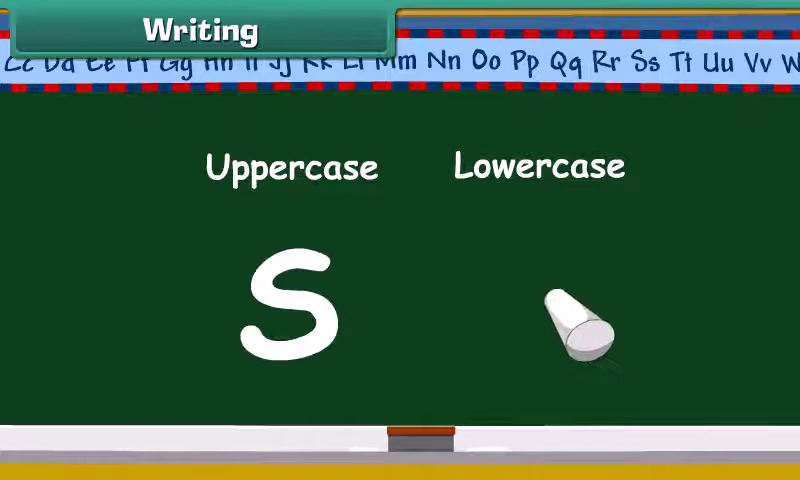 Writing
Cc Dd Ee Ff Gg Hh Ii Jj Kk Ll Mm Nn Oo Pp Qq Rr Ss Tt Uu Vv W
Uppercase Lowercase
S